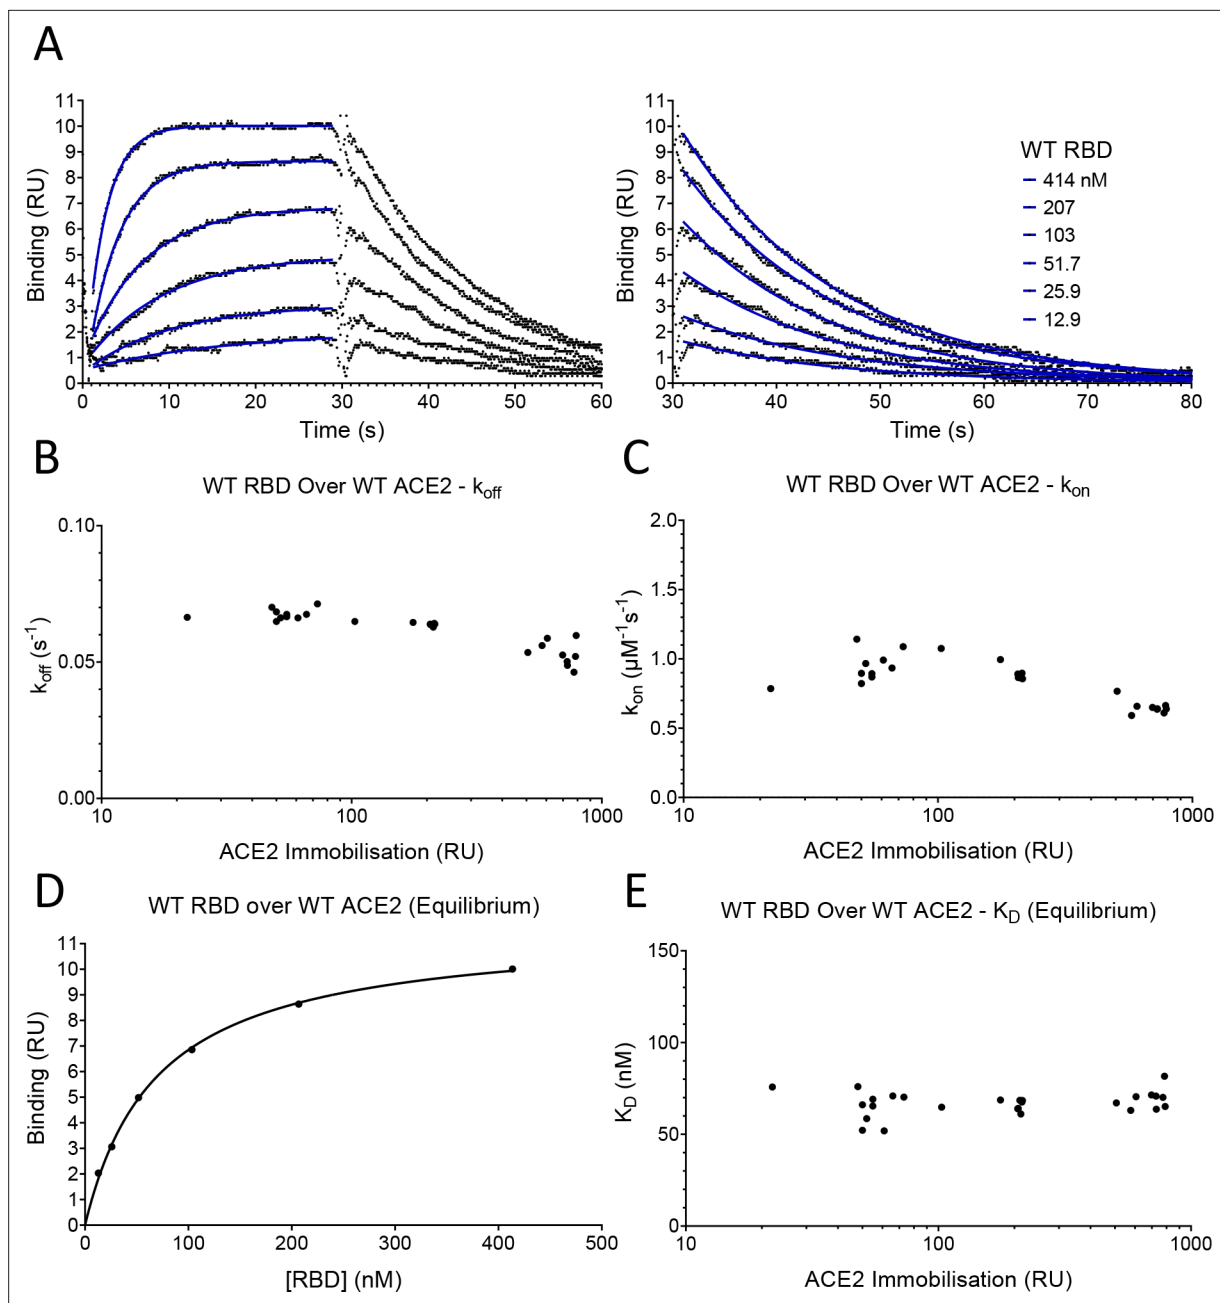 A
11
10
9
8
7
6
5
4
3
2
1
0
Binding (RU)
0 10 20 30 40 50 60
Time (s)
11
10
9
8
7
6
5
4
3
2
1
0
Binding (RU)
30 40 50 60 70 80
Time (s)
WT RBD
414 nM
207
103
51.7
25.9
12.9
B
WT RBD Over WT ACE2 - koff
0.10
0.05
0.00
koff (s-1)
10 100 1000
ACE2 Immobilisation (RU)
C
WT RBD Over WT ACE2 - kon
2.0
1.5
1.0
0.5
0.0
kon (µM-1s-1)
10 100 1000
ACE2 Immobilisation (RU)
D
WT RBD over WT ACE2 (Equilibrium)
11
10
9
8
7
6
5
4
3
2
1
0
Binding (RU)
0 100 200 300 400 500
[RBD] (nM)
E
WT RBD Over WT ACE2 - KD (Equilibrium)
150
100
50
0
KD (nM)
10 100 1000
ACE2 Immobilisation (RU)